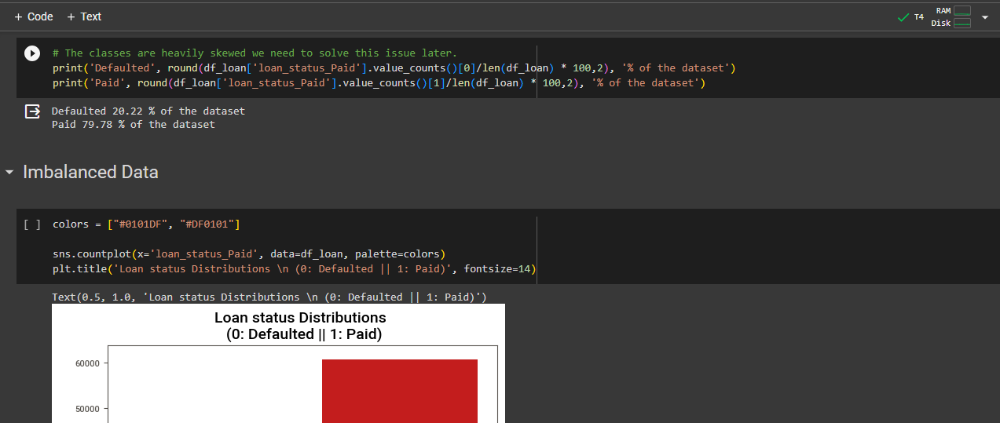 + Code + Text
T4
RAM
Disk
# The classes are heavily skewed we need to solve this issue later.
print('Defaulted', round(df_loan['loan_status_Paid'].value_counts()[0]/len(df_loan) * 100,2), '% of the dataset')
print('Paid', round(df_loan['loan_status_Paid'].value_counts()[1]/len(df_loan) * 100,2), '% of the dataset')
Defaulted 20.22 % of the dataset
Paid 79.78 % of the dataset
Imbalanced Data
[ ] colors = ["#0101DF", "#DF0101"]
sns.countplot(x='loan_status_Paid', data=df_loan, palette=colors)
plt.title('Loan status Distributions \n (0: Defaulted || 1: Paid)', fontsize=14)
Text(0.5, 1.0, 'Loan status Distributions \n (0: Defaulted || 1: Paid)')
Loan status Distributions
(0: Defaulted || 1: Paid)
60000
50000